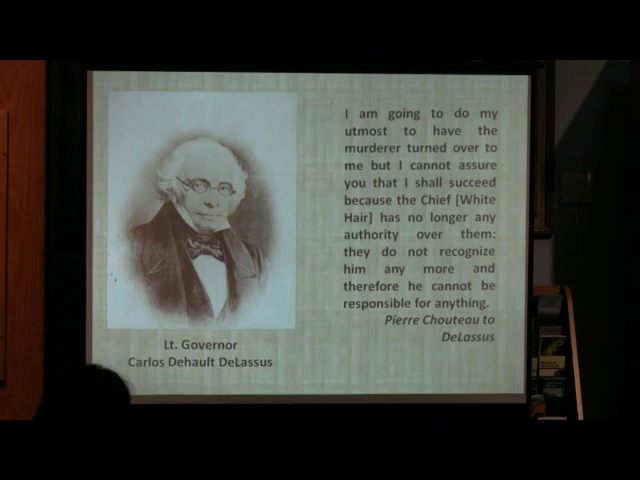 I am going to do my
utmost to have the
murderer turned over to
me but I cannot assure
you that I shall succeed
because the Chief [White
Hair] has no longer any
authority over them:
they do not recognize
him any more and
therefore he cannot be
responsible for anything.
Pierre Chouteau to
DeLassus
Lt. Governor
Carlos Dehault DeLassus